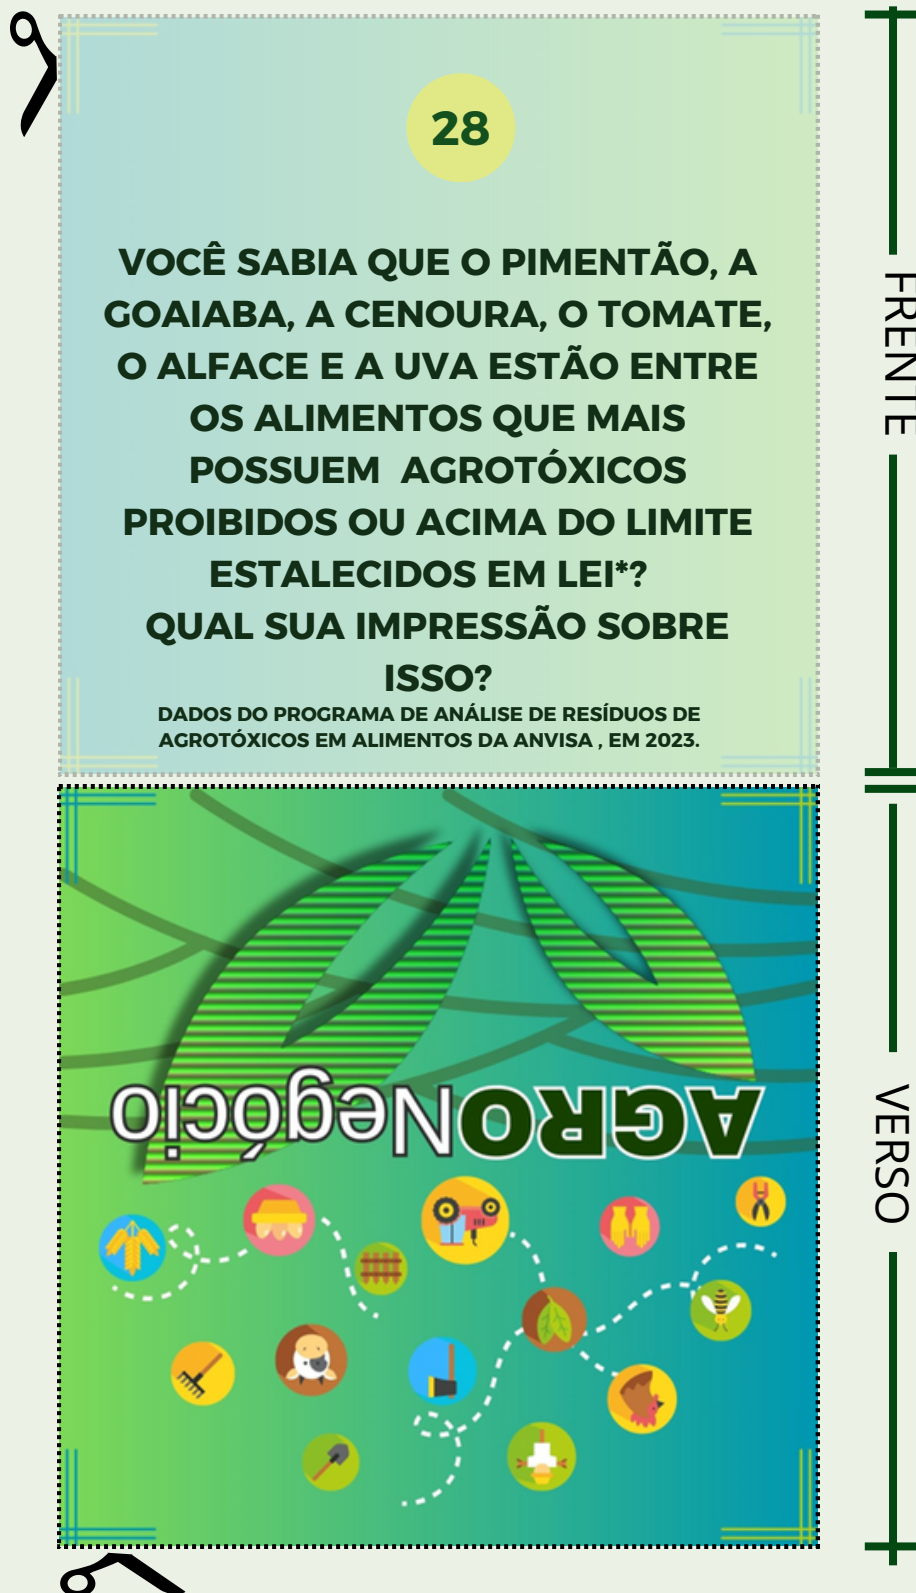 28
VOCÊ SABIA QUE O PIMENTÃO, A
GOAIABA, A CENOURA, O TOMATE,
O ALFACE E A UVA ESTÃO ENTRE
OS ALIMENTOS QUE MAIS
POSSUEM AGROTÓXICOS
PROIBIDOS OU ACIMA DO LIMITE
ESTALECIDOS EM LEI*?
QUAL SUA IMPRESSÃO SOBRE
ISSO?
DADOS DO PROGRAMA DE ANÁLISE DE RESÍDUOS DE
AGROTÓXICOS EM ALIMENTOS DA ANVISA , EM 2023.
FRENTE
AGRONegócio
VERSO